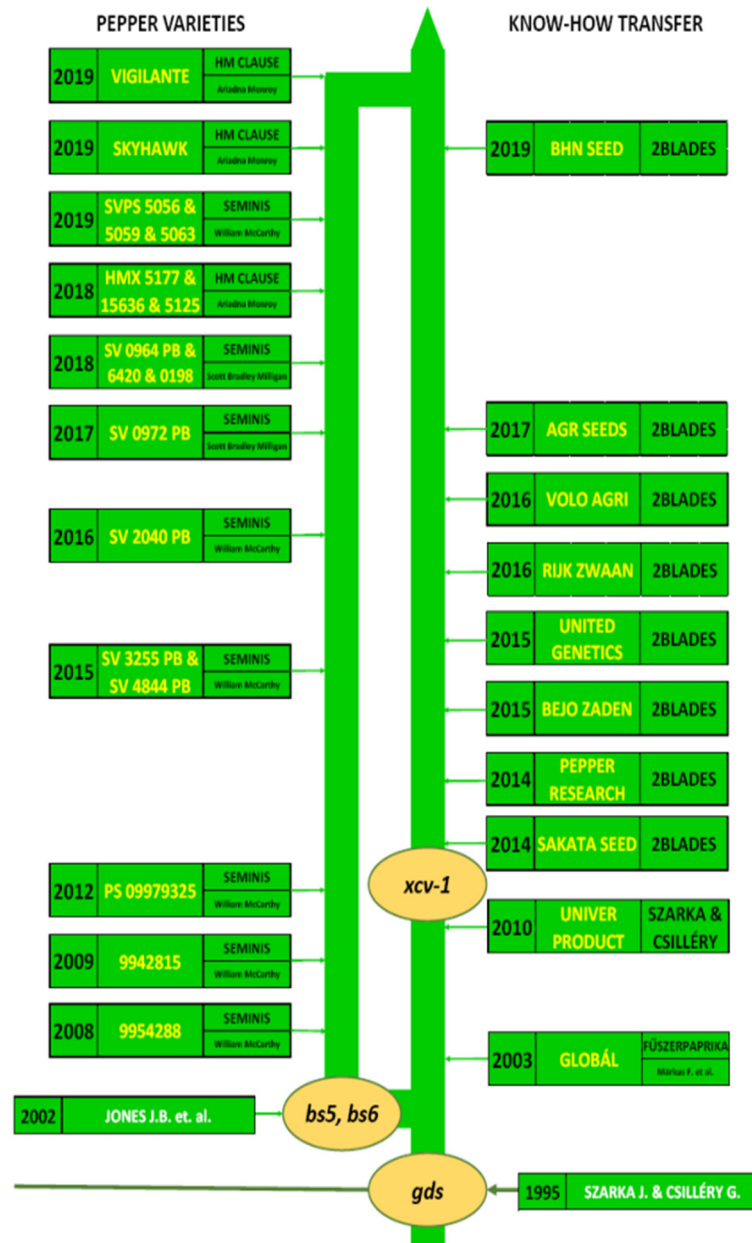 PEPPER VARIETIES
KNOW-HOW TRANSFER
2019 VIGILANTE HM CLAUSE
Ariadna Monroy
2019 SKYHAWK HM CLAUSE
Ariadna Monroy
2019 BHN SEED 2BLADES
2019 SVPS 5056 & SEMINIS
5059 & 5063 William McCarthy
2018 HMX 5177 & HM CLAUSE
15636 & 5125 Ariadna Monroy
2018 SV 0964 PB & SEMINIS
6420 & 0198 Scott Bradley Milligan
2017 SV 0972 PB SEMINIS
Scott Bradley Milligan
2017 AGR SEEDS 2BLADES
2016 VOLO AGRI 2BLADES
2016 SV 2040 PB SEMINIS
William McCarthy
2016 RIJK ZWAAN 2BLADES
2015 UNITED
GENETICS 2BLADES
2015 SV 3255 PB & SEMINIS
SV 4844 PB William McCarthy
2015 BEJO ZADEN 2BLADES
2014 PEPPER
RESEARCH 2BLADES
2014 SAKATA SEED 2BLADES
xcv-1
2012 PS 09979325 SEMINIS
William McCarthy
2010 UNIVER SZARKA &
PRODUCT CSILLÉRY
2009 9942815 SEMINIS
William McCarthy
2008 9954288 SEMINIS
William McCarthy
2003 GLOBÁL FŰSZERPAPRIKA
Márkus F. et al.
2002 JONES J.B. et. al.
bs5, bs6
gds
1995 SZARKA J. & CSILLÉRY G.